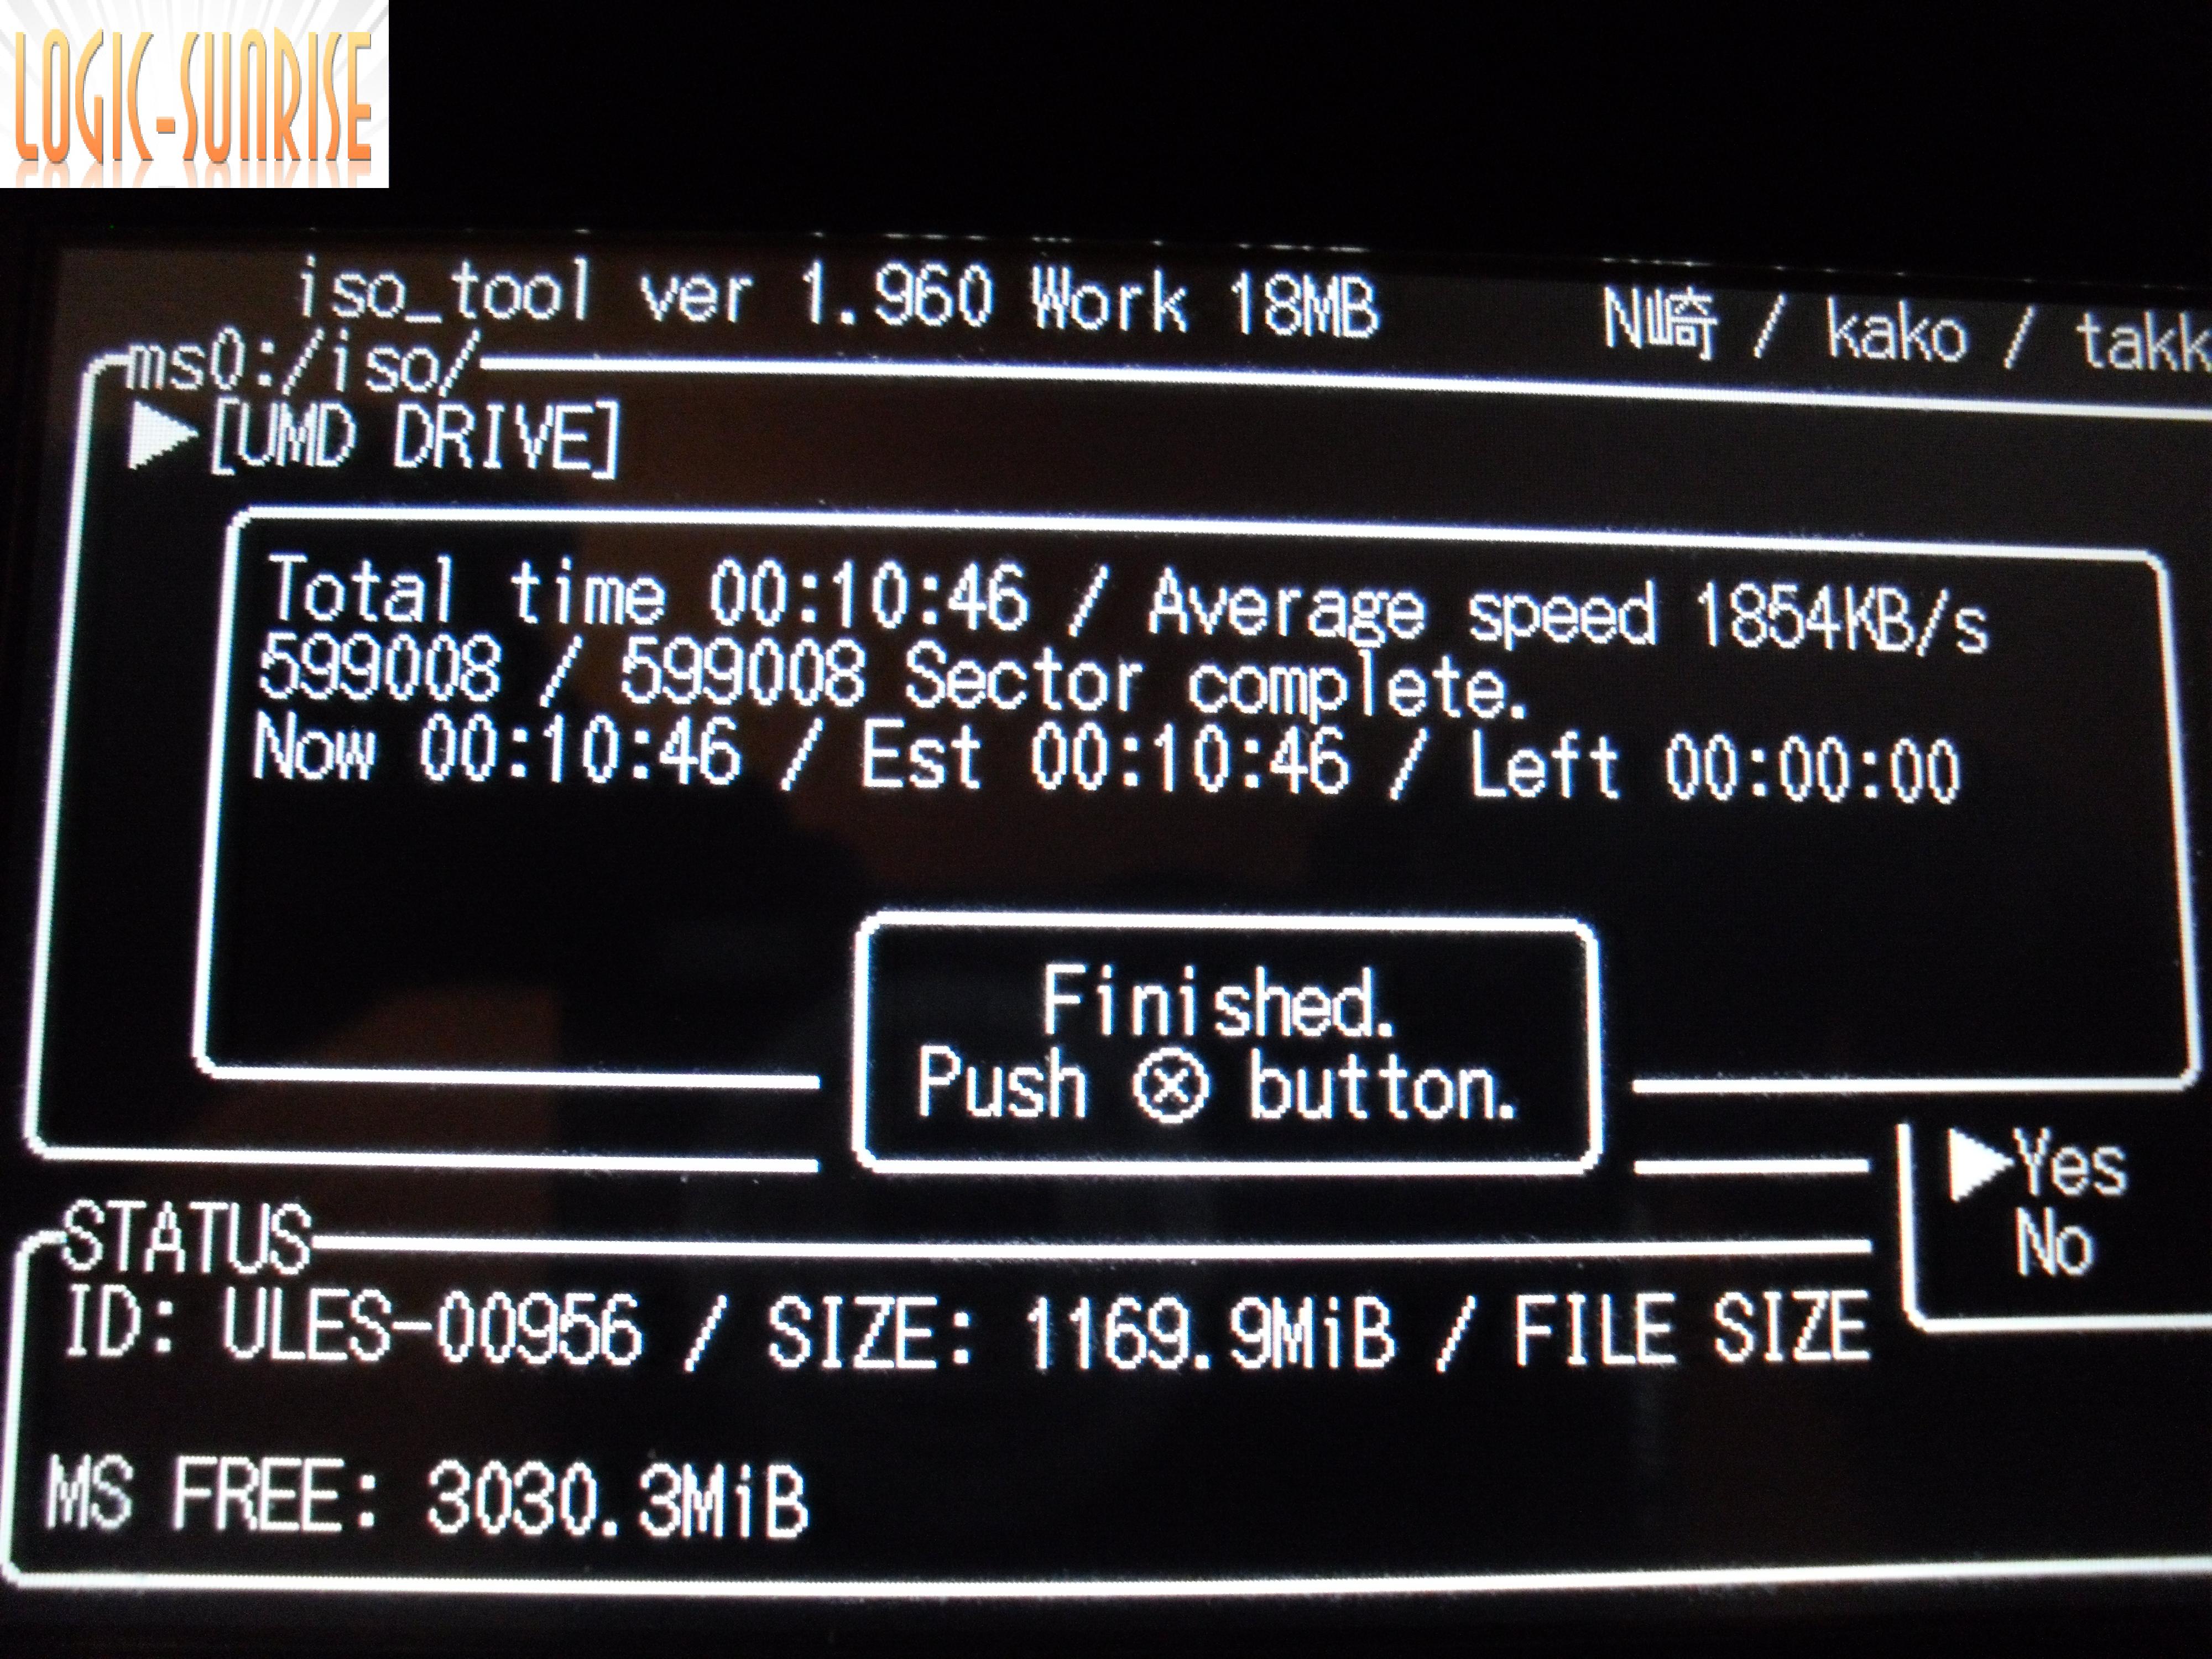 LOGIC-SUNRISE
iso_tool ver 1.960 Work 18MB N崎 / kako / takk
ms0:/iso/
▶[UMD DRIVE]
Total time 00:10:46 / Average speed 1854KB/s
599008 / 599008 Sector complete.
Now 00:10:46 / Est 00:10:46 / Left 00:00:00
Finished.
Push ⊗ button.
▶Yes
No
STATUS
ID: ULES-00956 / SIZE: 1169.9MiB / FILE SIZE
MS FREE: 3030.3MiB